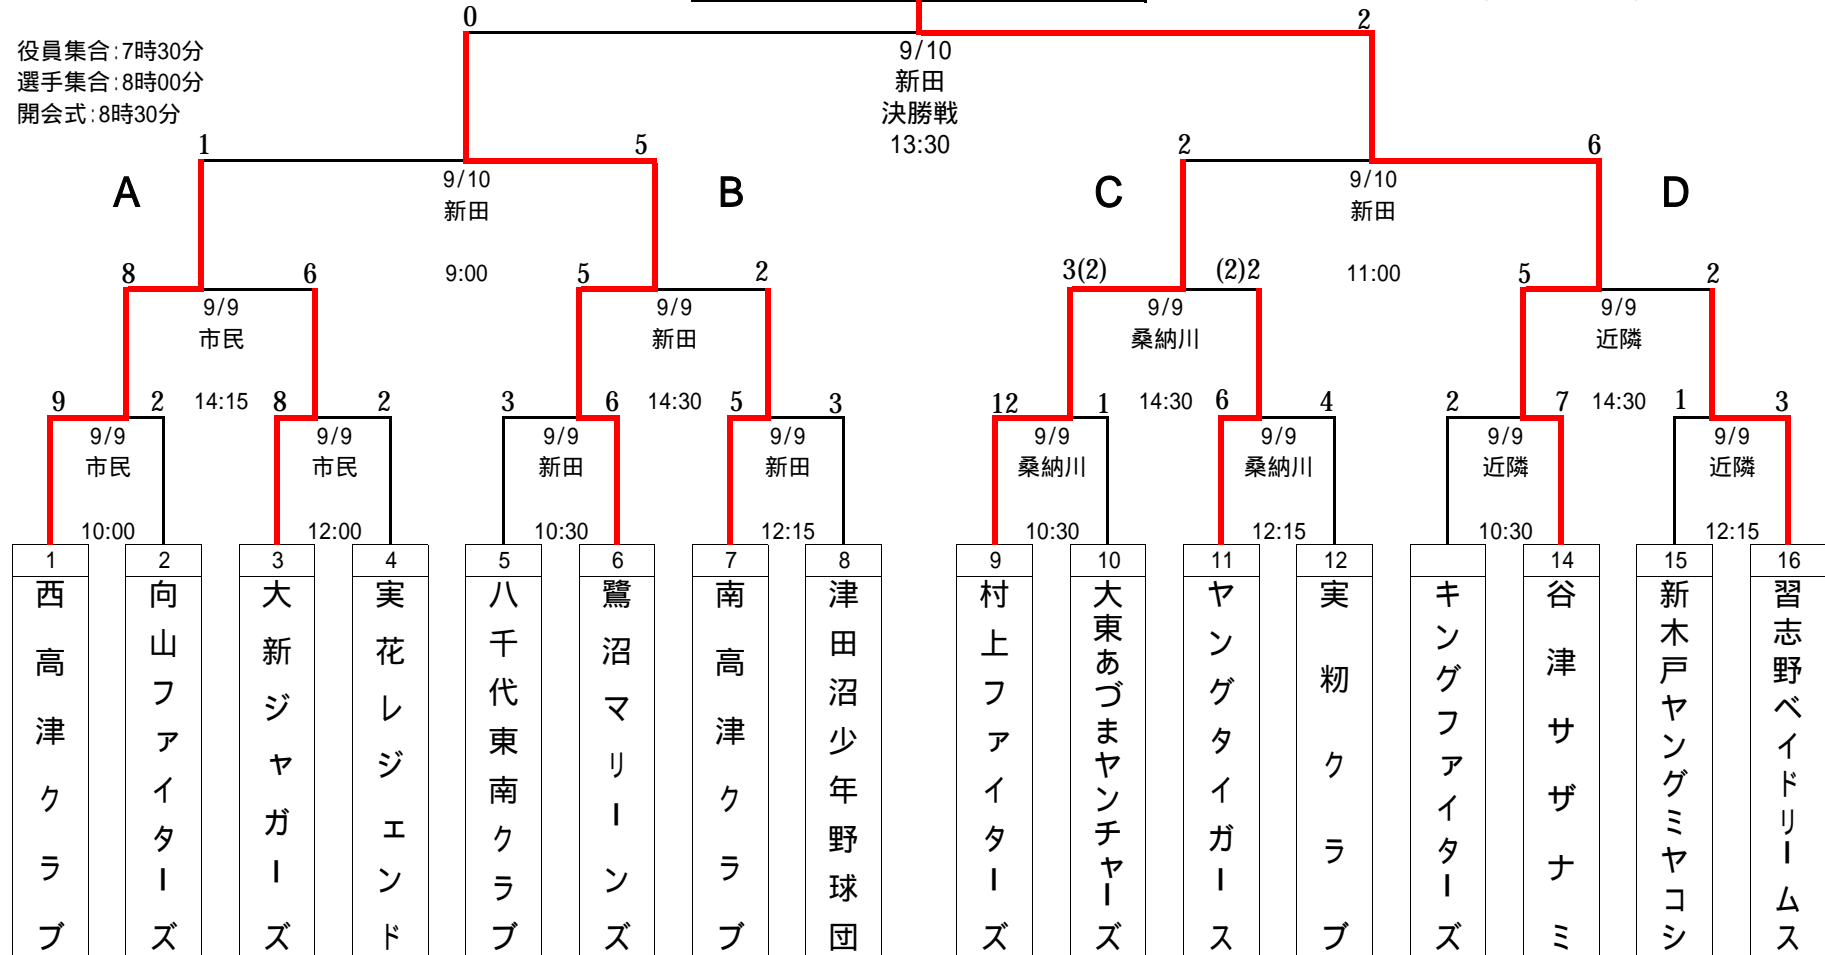 0
2
役員集合:7時30分
選手集合:8時00分
開会式:8時30分
9/10
新田
決勝戦
13:30
1
5
2
6
A
9/10
新田
B
C
9/10
新田
D
8
6
9:00
5
2
3(2)
(2)2
11:00
5
2
9/9
市民
9/9
新田
9/9
桑納川
9/9
近隣
9
2
14:15
8
2
3
6
14:30
5
3
12
1
14:30
6
4
2
7
14:30
1
3
9/9
市民
9/9
市民
9/9
新田
9/9
新田
9/9
桑納川
9/9
桑納川
9/9
近隣
9/9
近隣
10:00
12:00
10:30
12:15
10:30
12:15
10:30
12:15
1
西高津クラブ
2
向山ファイターズ
3
大新ジャガーズ
4
実花レジェンド
5
八千代東南クラブ
6
鷺沼マリーンズ
7
南高津クラブ
8
津田沼少年野球団
9
村上ファイターズ
10
大東あづまヤンチャーズ
11
ヤングタイガース
12
実籾クラブ
キングファイターズ
14
谷津サザナミ
15
新木戸ヤングミヤコシ
16
習志野ベイドリームス